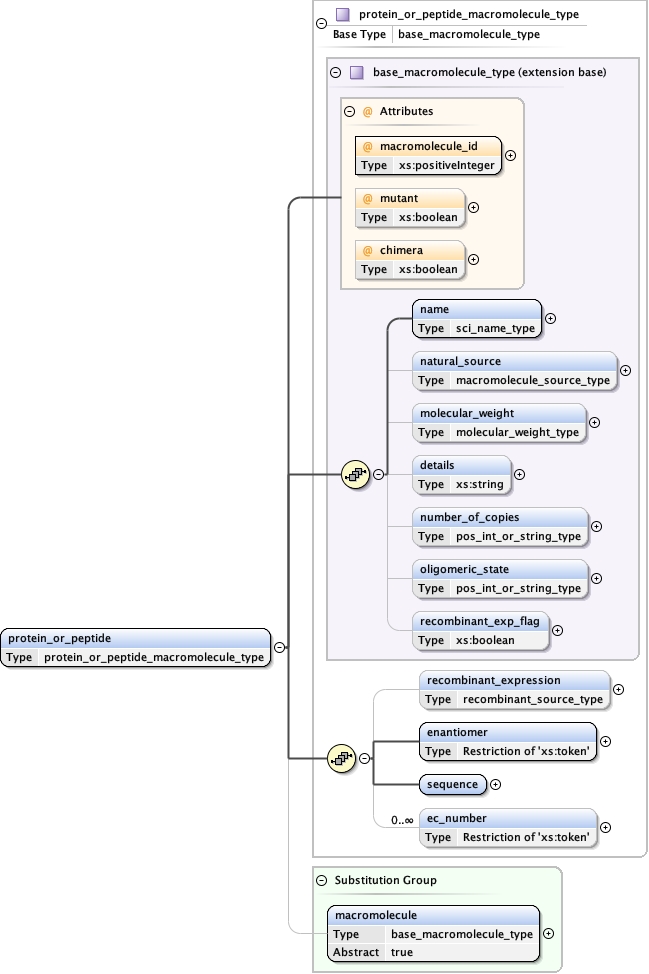 protein_or_peptide_macromolecule_type
Base Type base_macromolecule_type
base_macromolecule_type (extension base)
@ Attributes
@ macromolecule_id
Type xs:positiveInteger
@ mutant
Type xs:boolean
@ chimera
Type xs:boolean
name
Type sci_name_type
natural_source
Type macromolecule_source_type
molecular_weight
Type molecular_weight_type
details
Type xs:string
number_of_copies
Type pos_int_or_string_type
oligomeric_state
Type pos_int_or_string_type
recombinant_exp_flag
Type xs:boolean
protein_or_peptide
Type protein_or_peptide_macromolecule_type
recombinant_expression
Type recombinant_source_type
enantiomer
Type Restriction of 'xs:token'
sequence
0..∞ ec_number
Type Restriction of 'xs:token'
Substitution Group
macromolecule
Type base_macromolecule_type
Abstract true